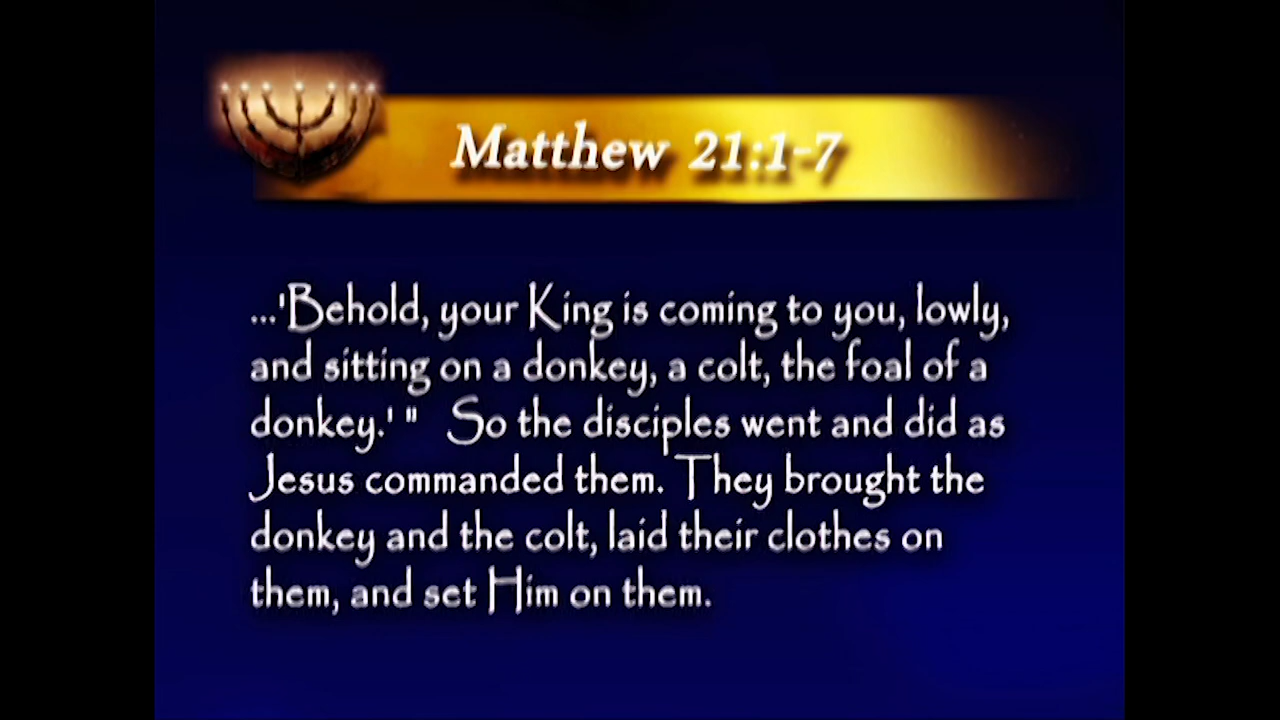 Matthew 21:1-7
...'Behold, your King is coming to you, lowly,
and sitting on a donkey, a colt, the foal of a
donkey.' " So the disciples went and did as
Jesus commanded them. They brought the
donkey and the colt, laid their clothes on
them, and set Him on them.